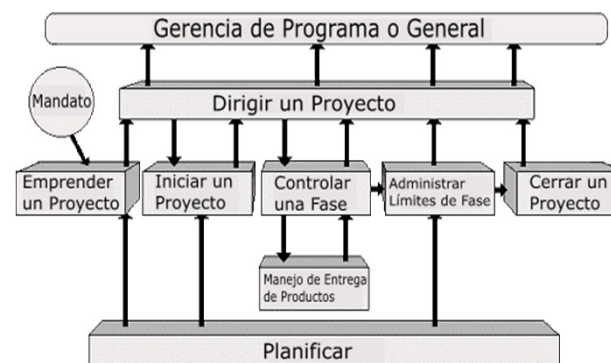 Gerencia de Programa o General
Dirigir un Proyecto
Mandato
Emprender
un Proyecto
Iniciar un
Proyecto
Controlar
una Fase
Administrar
Límites de Fase
Cerrar un
Proyecto
Manejo de Entrega
de Productos
Planificar